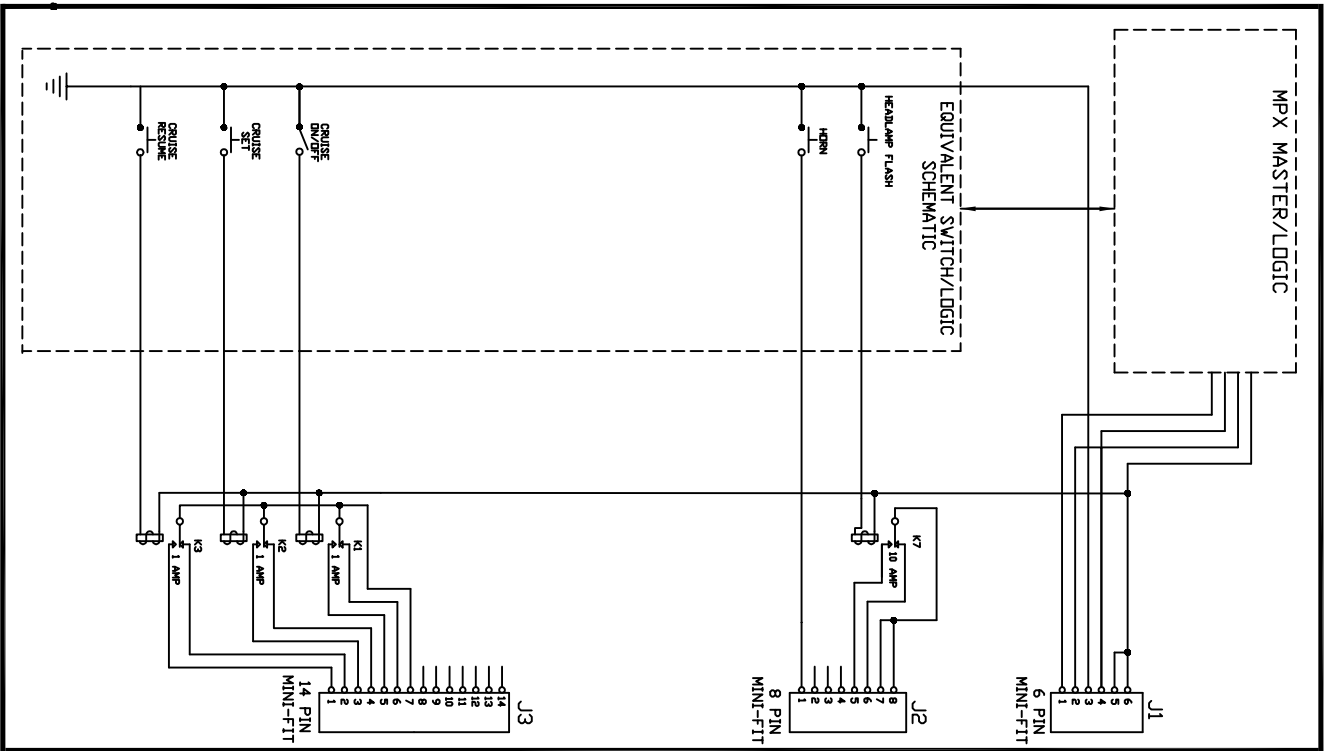 MPX MASTER/LOGIC
EQUIVALENT SWITCH/LOGIC
SCHEMATIC
HEADLAMP FLASH
HORN
CRUISE
ON/OFF
CRUISE
SET
CRUISE
RESUME
K7
10 AMP
K1
1 AMP
K2
1 AMP
K3
1 AMP
J1
1 2 3 4 5 6
6 PIN
MINI-FIT
J2
1 2 3 4 5 6 7 8
8 PIN
MINI-FIT
J3
1 2 3 4 5 6 7 8 9 10 11 12 13 14
14 PIN
MINI-FIT